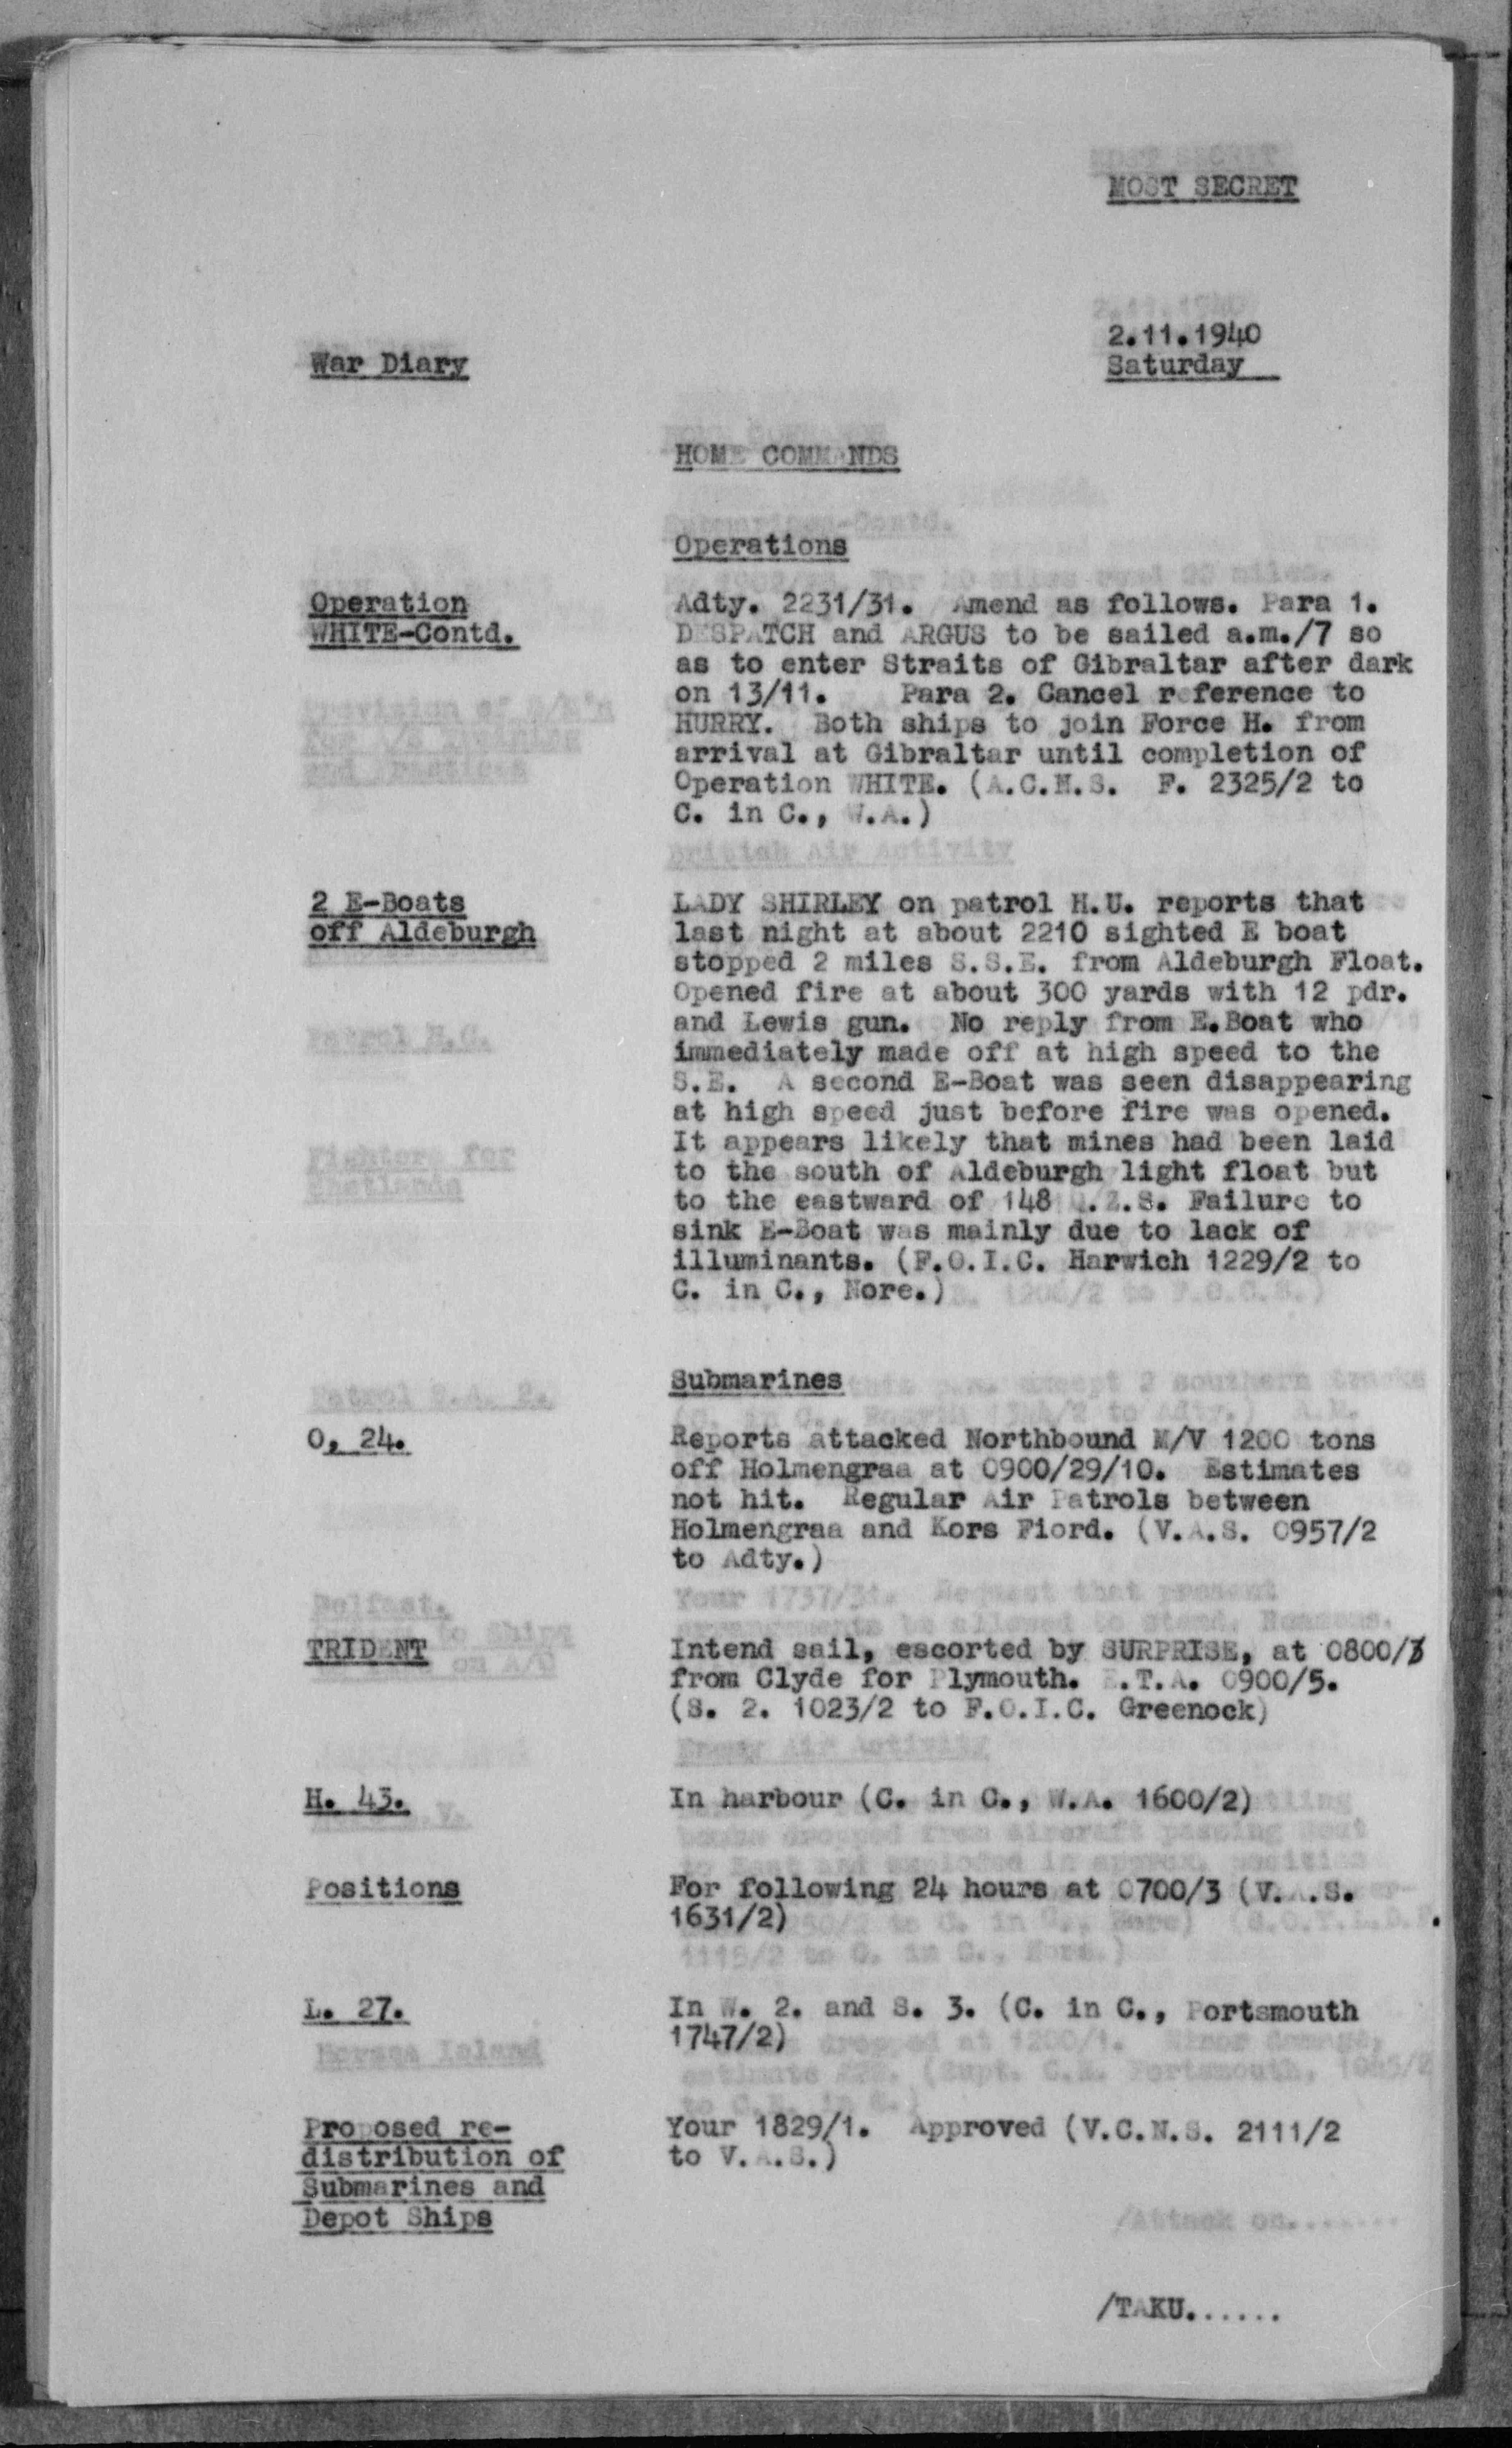 MOST SECRET
2.11.1940
War Diary
Saturday
HOME COMMANDS
Operations
Operation
WHITE-Contd.
Adty. 2231/31. Amend as follows. Para 1.
DESPATCH and ARGUS to be sailed a.m./7 so
as to enter Straits of Gibraltar after dark
on 13/11. Para 2. Cancel reference to
HURRY. Both ships to join Force H. from
arrival at Gibraltar until completion of
Operation WHITE. (A.C.N.S. F. 2325/2 to
C. in C., W.A.)
2 E-Boats
off Aldeburgh
LADY SHIRLEY on patrol H.U. reports that
last night at about 2210 sighted E boat
stopped 2 miles S.S.E. from Aldeburgh Float.
Opened fire at about 300 yards with 12 pdr.
and Lewis gun. No reply from E.Boat who
immediately made off at high speed to the
S.E. A second E-Boat was seen disappearing
at high speed just before fire was opened.
It appears likely that mines had been laid
to the south of Aldeburgh light float but
to the eastward of 148 Q.Z.S. Failure to
sink E-Boat was mainly due to lack of
illuminants. (F.O.I.C. Harwich 1229/2 to
C. in C., Nore.)
Submarines
O, 24.
Reports attacked Northbound M/V 1200 tons
off Holmengraa at 0900/29/10. Estimates
not hit. Regular Air Patrols between
Holmengraa and Kors Fiord. (V.A.S. 0957/2
to Adty.)
TRIDENT
Intend sail, escorted by SURPRISE, at 0800/3
from Clyde for Plymouth. E.T.A. 0900/5.
(S. 2. 1023/2 to F.O.I.C. Greenock)
H. 43.
In harbour (C. in C., W.A. 1600/2)
Positions
For following 24 hours at 0700/3 (V.A.S.
1631/2)
L. 27.
In W. 2. and S. 3. (C. in C., Portsmouth
1747/2)
Proposed re-
distribution of
Submarines and
Depot Ships
Your 1829/1. Approved (V.C.N.S. 2111/2
to V.A.S.)
/TAKU......